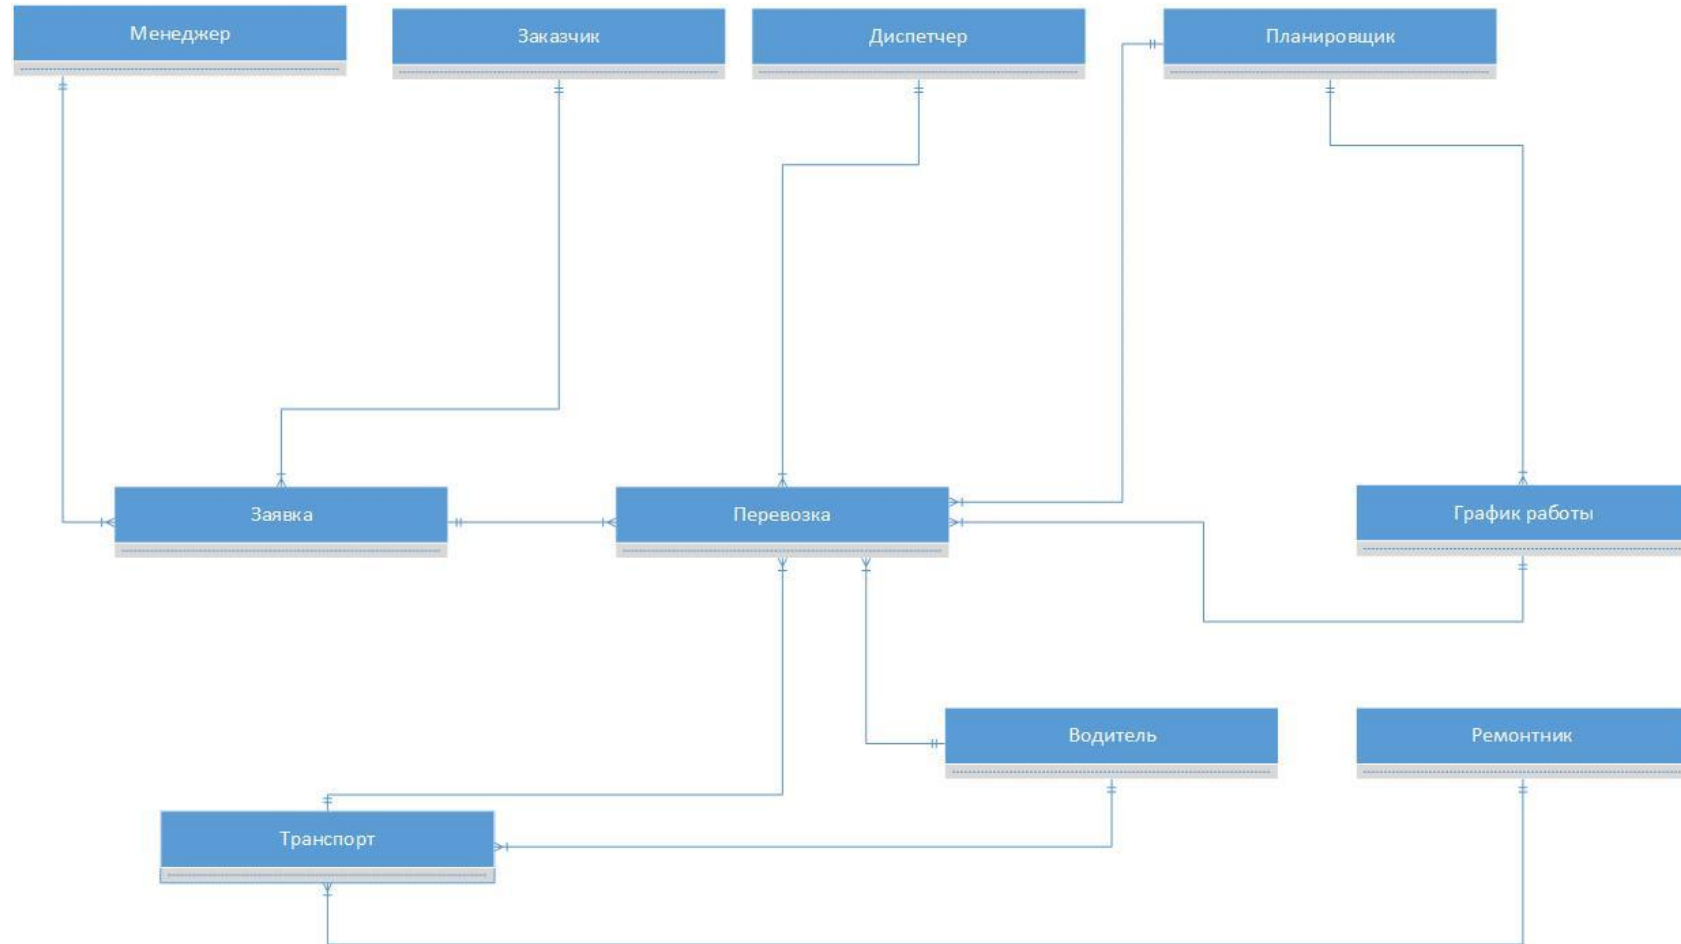 Менеджер
Заказчик
Диспетчер
Планировщик
Заявка
Перевозка
График работы
Водитель
Ремонтник
Транспорт